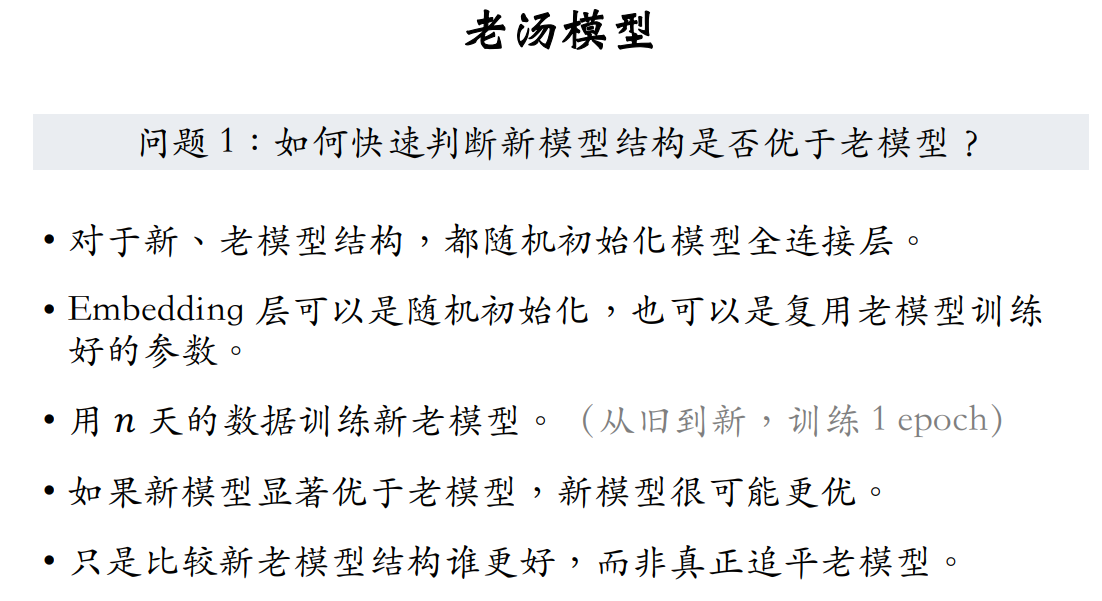 老汤模型
问题 1：如何快速判断新模型结构是否优于老模型？
• 对于新、老模型结构，都随机初始化模型全连接层。
• Embedding 层可以是随机初始化，也可以是复用老模型训练
好的参数。
• 用 n 天的数据训练新老模型。（从旧到新，训练 1 epoch）
• 如果新模型显著优于老模型，新模型很可能更优。
• 只是比较新老模型结构谁更好，而非真正追平老模型。